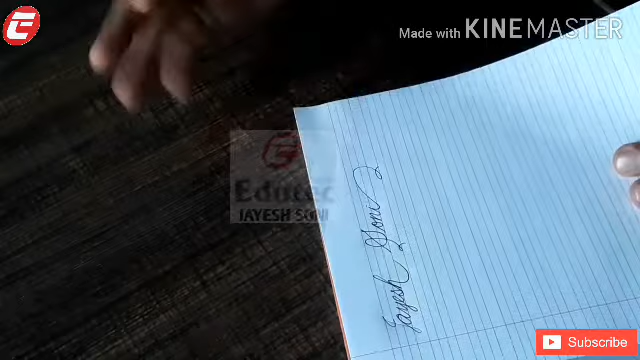 Made with KINEMASTER
Edutec
JAYESH SONI
Jayesh Soni
Subscribe